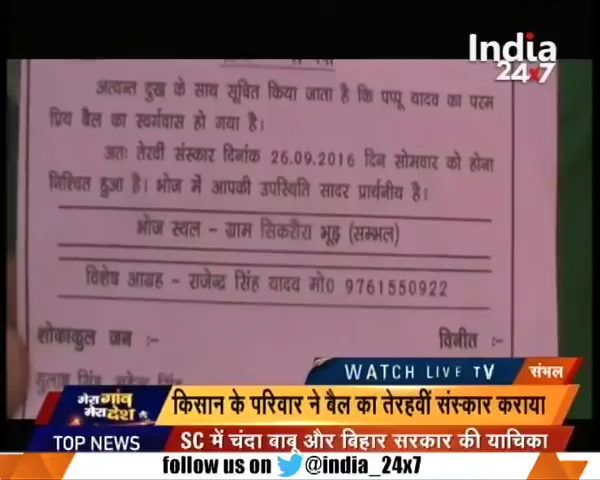 India
24x7
अत्यन्त दुख के साथ सूचित किया जाता है कि पप्पू यादव का परम
प्रिय बैल का स्वर्गवास हो गया है।
अतः तेरवीं संस्कार दिनांक 26.09.2016 दिन सोमवार को होना
निश्चित हुआ है। भोज में आपकी उपस्थिति सादर प्रार्थनीय है।
भोज स्थल - ग्राम सिकरौरा भूड़ (सम्भल)
विशेष आग्रह - राजेन्द्र सिंह यादव मो0 9761550922
शोकाकुल जन :-
विनीत :-
WATCH LIVE TV
संभल
मेरा गांव
मेरा देश
किसान के परिवार ने बैल का तेरहवीं संस्कार कराया
TOP NEWS
SC में चंदा बाबू और बिहार सरकार की याचिका
follow us on @india_24x7